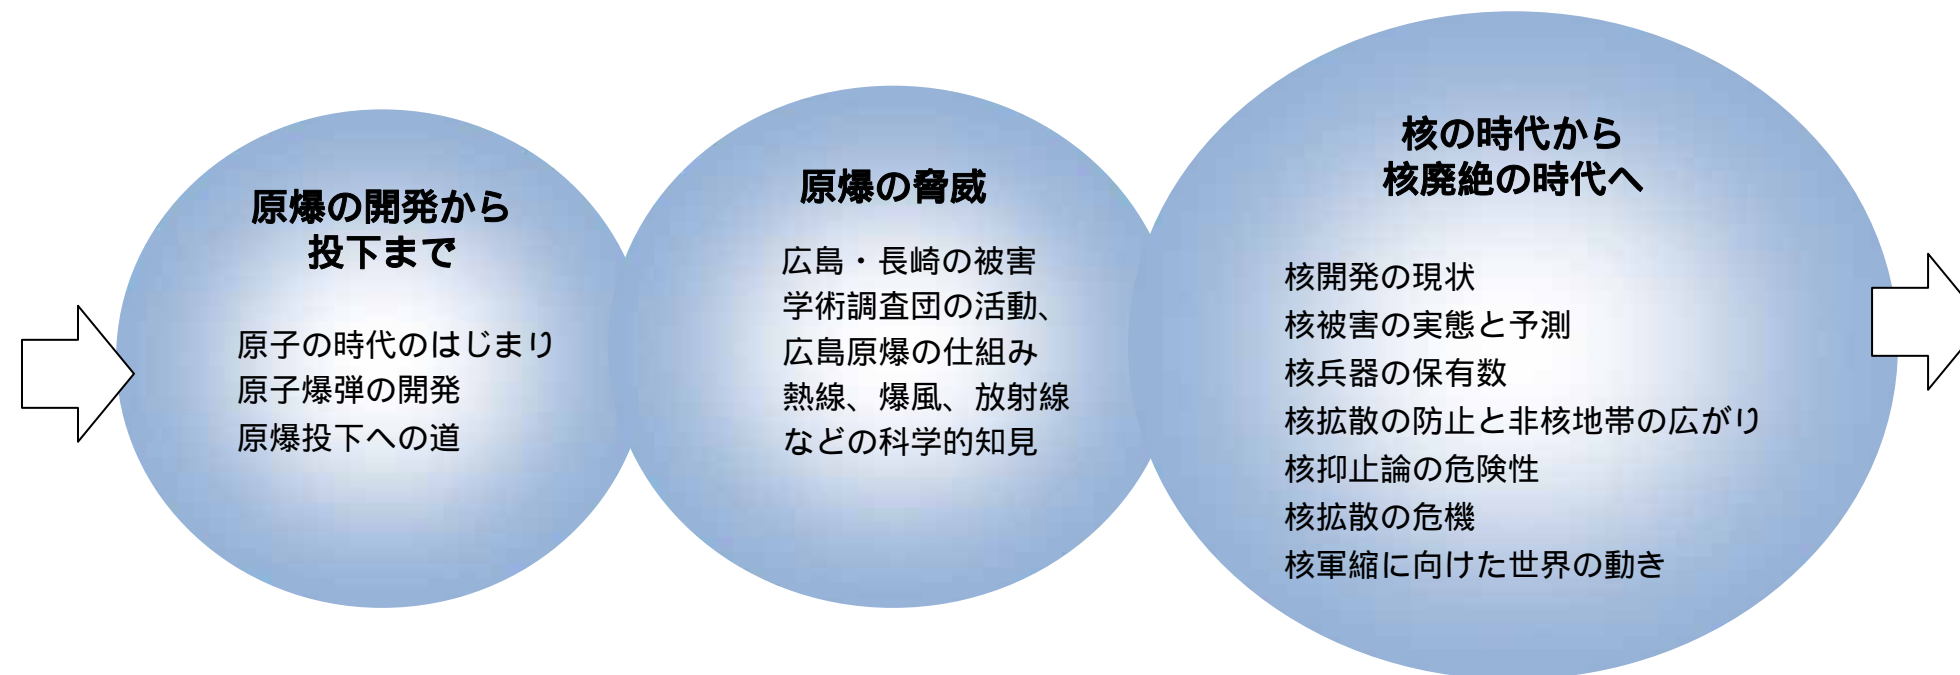 原爆の開発から
投下まで
原子の時代のはじまり
原子爆弾の開発
原爆投下への道
原爆の脅威
広島・長崎の被害
学術調査団の活動、
広島原爆の仕組み
熱線、爆風、放射線
などの科学的知見
核の時代から
核廃絶の時代へ
核開発の現状
核被害の実態と予測
核兵器の保有数
核拡散の防止と非核地帯の広がり
核抑止論の危険性
核拡散の危機
核軍縮に向けた世界の動き